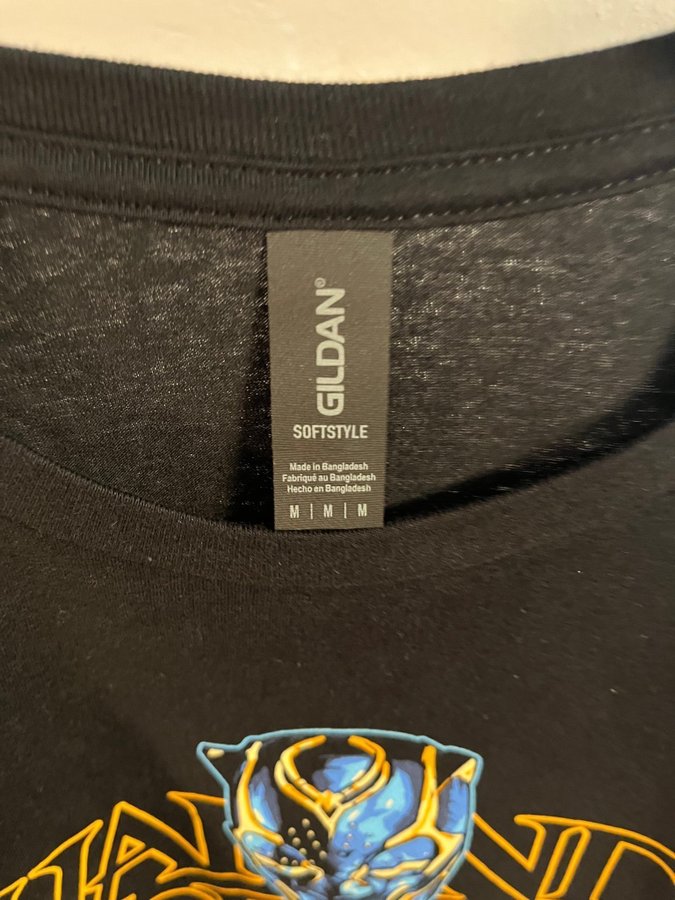 GILDAN®
SOFTSTYLE
Made in Bangladesh
Fabriqué au Bangladesh
Hecho en Bangladesh
M | M | M